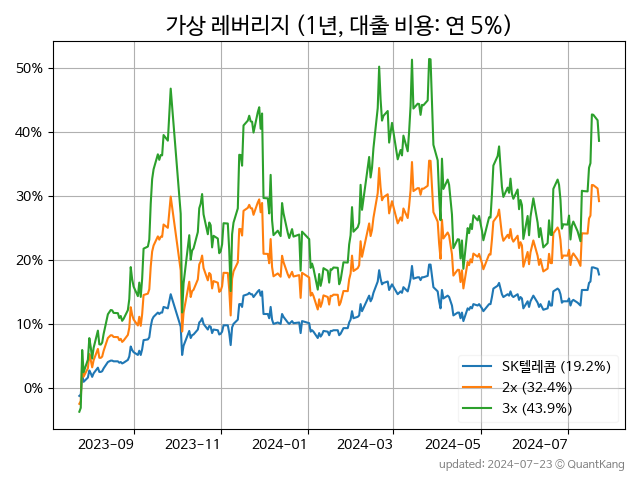 가상 레버리지 (1년, 대출 비용: 연 5%)
50%
40%
30%
20%
10%
0%
SK텔레콤 (19.2%)
2x (32.4%)
3x (43.9%)
2023-09 2023-11 2024-01 2024-03 2024-05 2024-07
updated: 2024-07-23 © QuantKang